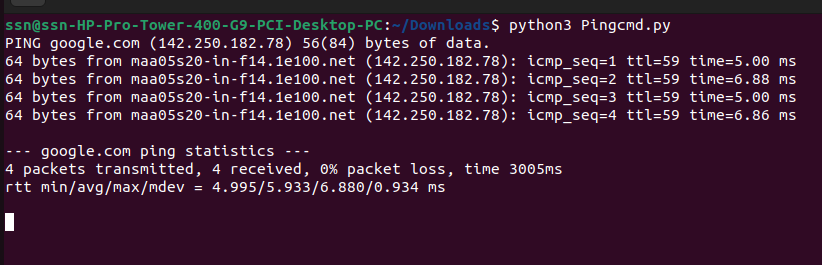 ssn@ssn-HP-Pro-Tower-400-G9-PCI-Desktop-PC:~/Downloads$ python3 Pingcmd.py
PING google.com (142.250.182.78) 56(84) bytes of data.
64 bytes from maa05s20-in-f14.1e100.net (142.250.182.78): icmp_seq=1 ttl=59 time=5.00 ms
64 bytes from maa05s20-in-f14.1e100.net (142.250.182.78): icmp_seq=2 ttl=59 time=6.88 ms
64 bytes from maa05s20-in-f14.1e100.net (142.250.182.78): icmp_seq=3 ttl=59 time=5.00 ms
64 bytes from maa05s20-in-f14.1e100.net (142.250.182.78): icmp_seq=4 ttl=59 time=6.86 ms
--- google.com ping statistics ---
4 packets transmitted, 4 received, 0% packet loss, time 3005ms
rtt min/avg/max/mdev = 4.995/5.933/6.880/0.934 ms